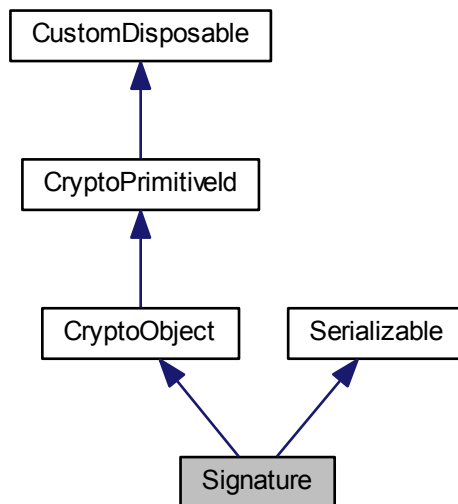 CustomDisposable
CryptoPrimitiveId
CryptoObject
Serializable
Signature